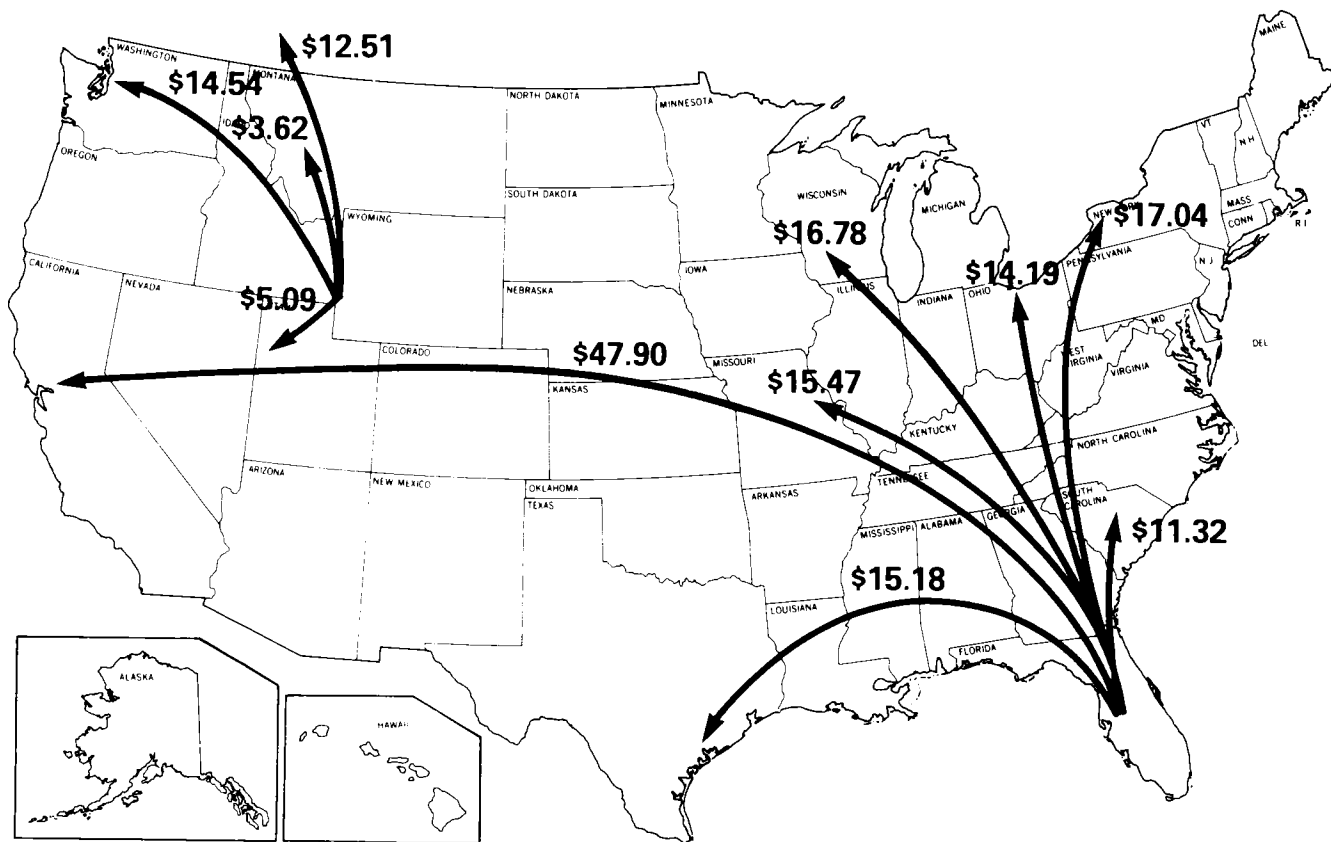 MAINE
WASHINGTON
$12.51
MONTANA
$14.54
NORTH DAKOTA
MINNESOTA
$3.62
VT
NH
OREGON
SOUTH DAKOTA
WISCONSIN
MICHIGAN
MASS
WYOMING
$17.04
CONN
RI
$16.78
CALIFORNIA
PENNSYLVANIA
NJ
IOWA
$14.19
NEVADA
NEBRASKA
INDIANA
OHIO
$5.09
MD
DEL
COLORADO
$47.90
MISSOURI
WEST
VIRGINIA
VIRGINIA
KANSAS
$15.47
KENTUCKY
NORTH CAROLINA
ARIZONA
NEW MEXICO
OKLAHOMA
TENNESSEE
ARKANSAS
SOUTH
CAROLINA
TEXAS
MISSISSIPPI
ALABAMA
GEORGIA
$11.32
$15.18
LOUISIANA
FLORIDA
ALASKA
HAWAII